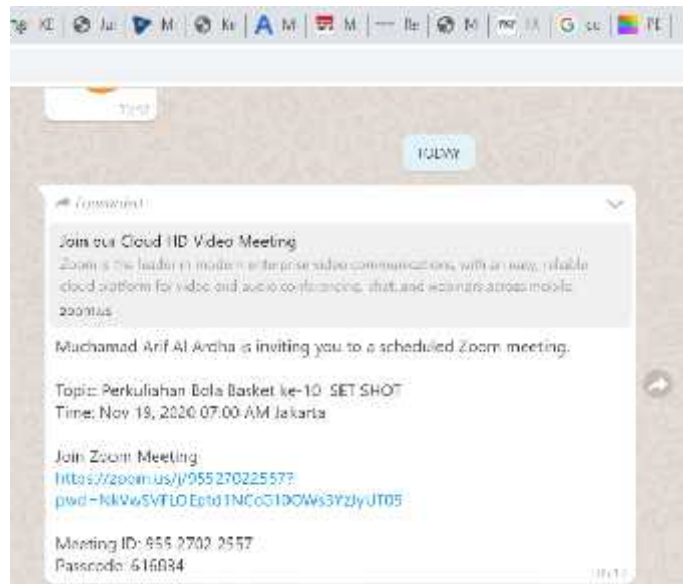 TODAY
Forwarded
Join our Cloud HD Video Meeting
Zoom is the leader in modern enterprise video communications, with an easy, reliable
cloud platform for video and audio conferencing, chat, and webinars across mobile
zoom.us
Muchamad Arif Al Ardha is inviting you to a scheduled Zoom meeting.
Topic: Perkuliahan Bola Basket ke-10 SET SHOT
Time: Nov 19, 2020 07:00 AM Jakarta
Join Zoom Meeting
https://zoom.us/j/95527022557?
Meeting ID: 955 2702 2557
Passcode: 616834